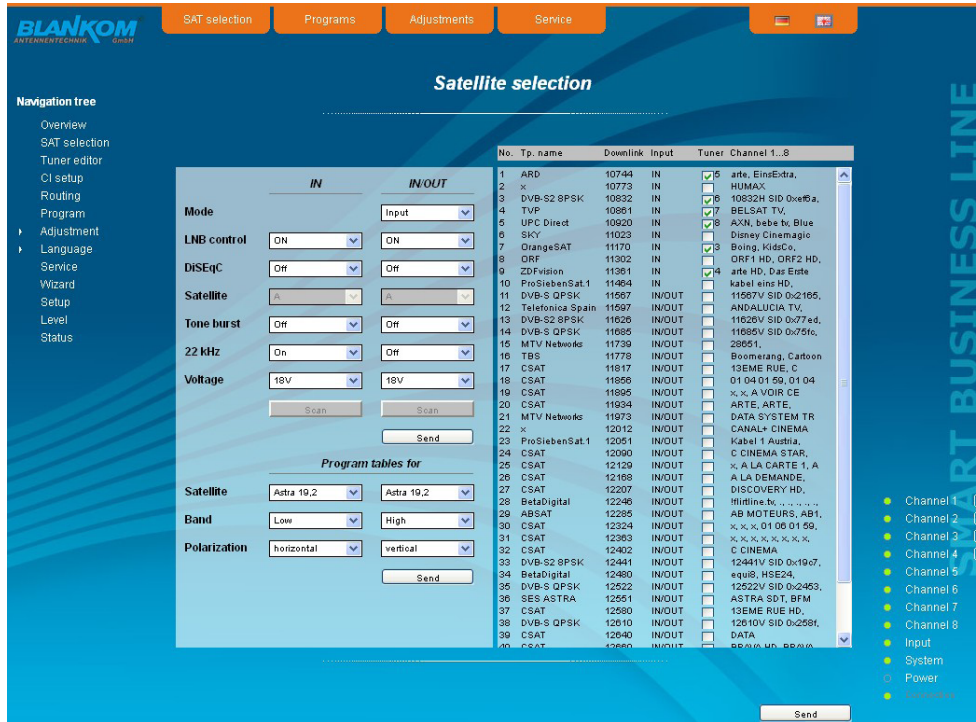 BLANKOM
ANTENNENTECHNIK GmbH
SAT selection
Programs
Adjustments
Service
Satellite selection
Navigation tree
Overview
SAT selection
Tuner editor
CI setup
Routing
Program
Adjustment
Language
Service
Wizard
Setup
Level
Status
IN IN/OUT
Mode Input
LNB control ON ON
DiSEqC Off Off
Satellite A A
Tone burst Off Off
22 kHz On Off
Voltage 18V 18V
Scan Scan
Send
Program tables for
Satellite Astra 19,2 Astra 19,2
Band Low High
Polarization horizontal vertical
Send
No. Tp. name Downlink Input Tuner Channel 1...8
1 ARD 10744 IN 5 arte, EinsExtra,
2 x 10773 IN HUMAX
3 DVB-S2 8PSK 10832 IN 6 10832H SID 0xef6a,
4 TVP 10861 IN 7 BELSAT TV,
5 UPC Direct 10920 IN 8 AXN, bebe tv, Blue
6 SKY 11023 IN Disney Cinemagic
7 OrangeSAT 11170 IN 3 Boing, KidsCo,
8 ORF 11302 IN ORF1 HD, ORF2 HD,
9 ZDFvision 11361 IN 4 arte HD, Das Erste
10 ProSiebenSat.1 11464 IN kabel eins HD,
11 DVB-S QPSK 11567 IN/OUT 11567V SID 0x2165,
12 Telefonica Spain 11597 IN/OUT ANDALUCIA TV,
13 DVB-S2 8PSK 11626 IN/OUT 11626V SID 0x77ed,
14 DVB-S QPSK 11685 IN/OUT 11685V SID 0x75fc,
15 MTV Networks 11739 IN/OUT 28651,
16 TBS 11778 IN/OUT Boomerang, Cartoon
17 CSAT 11817 IN/OUT 13EME RUE, C
18 CSAT 11856 IN/OUT 01 04 01 59, 01 04
19 CSAT 11895 IN/OUT x, x, A VOIR CE
20 CSAT 11934 IN/OUT ARTE, ARTE,
21 MTV Networks 11973 IN/OUT DATA SYSTEM TR
22 x 12012 IN/OUT CANAL+ CINEMA
23 ProSiebenSat.1 12051 IN/OUT Kabel 1 Austria,
24 CSAT 12090 IN/OUT C CINEMA STAR,
25 CSAT 12129 IN/OUT x, A LA CARTE 1, A
26 CSAT 12168 IN/OUT A LA DEMANDE,
27 CSAT 12207 IN/OUT DISCOVERY HD,
28 BetaDigital 12246 IN/OUT !flirtline.tv, ., ., ., .,
29 ABSAT 12285 IN/OUT AB MOTEURS, AB1,
30 CSAT 12324 IN/OUT x, x, x, 01 06 01 59,
31 CSAT 12363 IN/OUT x, x, x, x, x, x, x,
32 CSAT 12402 IN/OUT C CINEMA
33 DVB-S2 8PSK 12441 IN/OUT 12441V SID 0x19c7,
34 BetaDigital 12480 IN/OUT equi8, HSE24,
35 DVB-S QPSK 12522 IN/OUT 12522V SID 0x2453,
36 SES ASTRA 12551 IN/OUT ASTRA SDT, BFM
37 CSAT 12580 IN/OUT 13EME RUE HD,
38 DVB-S QPSK 12610 IN/OUT 12610V SID 0x258f,
39 CSAT 12640 IN/OUT DATA
40 CSAT 12660 IN/OUT BRAVA HD, BRAVA
Send
SMART BUSINESS LINE
Channel 1
Channel 2
Channel 3
Channel 4
Channel 5
Channel 6
Channel 7
Channel 8
Input
System
Power